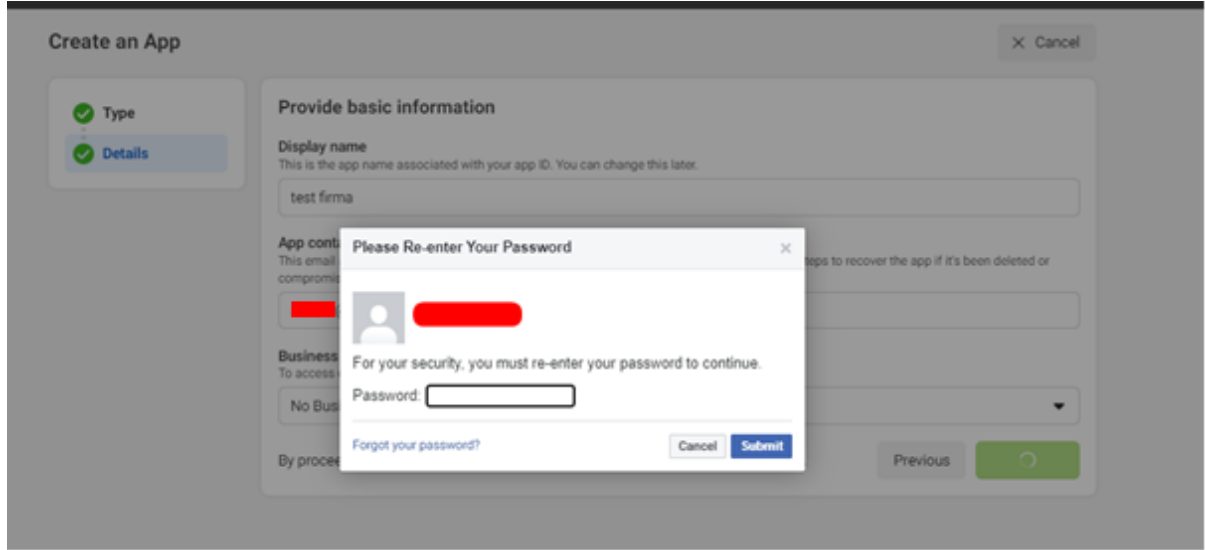 Create an App
Cancel
Type
Details
Provide basic information
Display name
This is the app name associated with your app ID. You can change this later.
test firma
App conta
This email
teps to recover the app if it's been deleted or
compromis
Please Re-enter Your Password
For your security, you must re-enter your password to continue.
Password:
Forgot your password?
Cancel
Submit
Business
To access
No Bus
By procee
Previous